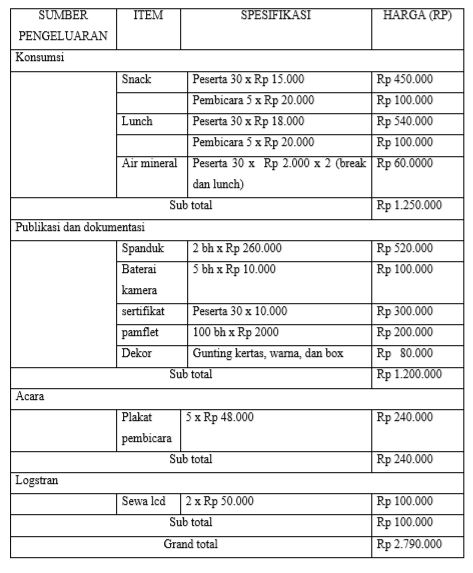 SUMBER PENGELUARAN ITEM SPESIFIKASI HARGA (RP)
Konsumsi
Snack Peserta 30 x Rp 15.000 Rp 450.000
Pembicara 5 x Rp 20.000 Rp 100.000
Lunch Peserta 30 x Rp 18.000 Rp 540.000
Pembicara 5 x Rp 20.000 Rp 100.000
Air mineral Peserta 30 x Rp 2.000 x 2 (break Rp 60.0000
dan lunch)
Sub total Rp 1.250.000
Publikasi dan dokumentasi
Spanduk 2 bh x Rp 260.000 Rp 520.000
Baterai 5 bh x Rp 10.000 Rp 100.000
kamera
sertifikat Peserta 30 x 10.000 Rp 300.000
pamflet 100 bh x Rp 2000 Rp 200.000
Dekor Gunting kertas, warna, dan box Rp 80.000
Sub total Rp 1.200.000
Acara
Plakat 5 x Rp 48.000 Rp 240.000
pembicara
Sub total Rp 240.000
Logstran
Sewa lcd 2 x Rp 50.000 Rp 100.000
Sub total Rp 100.000
Grand total Rp 2.790.000